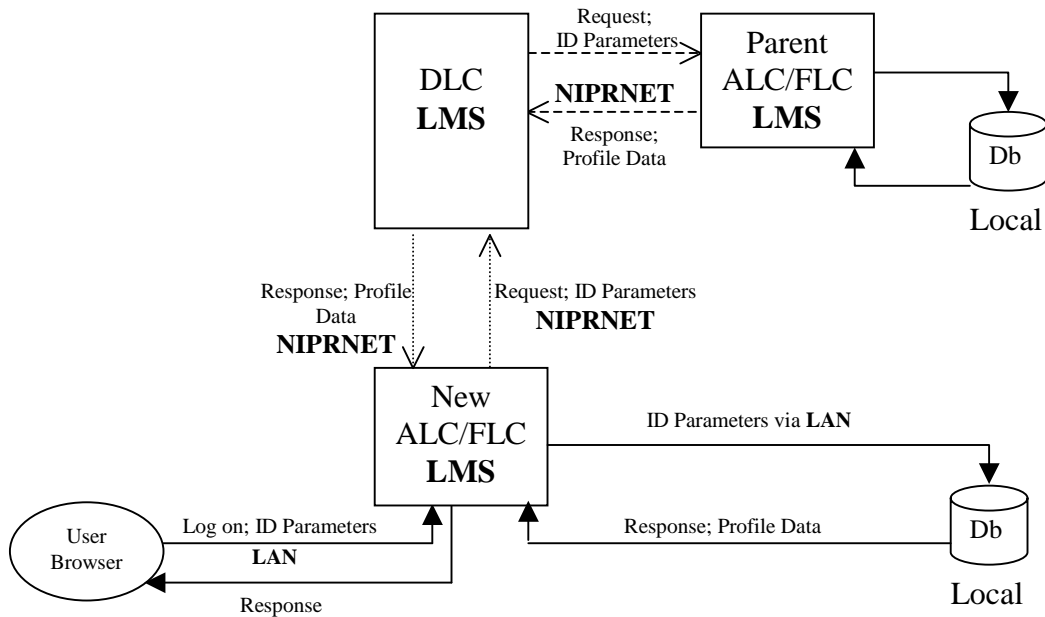 Request;
ID Parameters
DLC
LMS
NIPRNET
Response;
Profile Data
Parent
ALC/FLC
LMS
Db
Local
Response; Profile
Data
NIPRNET
Request; ID Parameters
NIPRNET
New
ALC/FLC
LMS
ID Parameters via LAN
User
Browser
Log on; ID Parameters
LAN
Response
Response; Profile Data
Db
Local